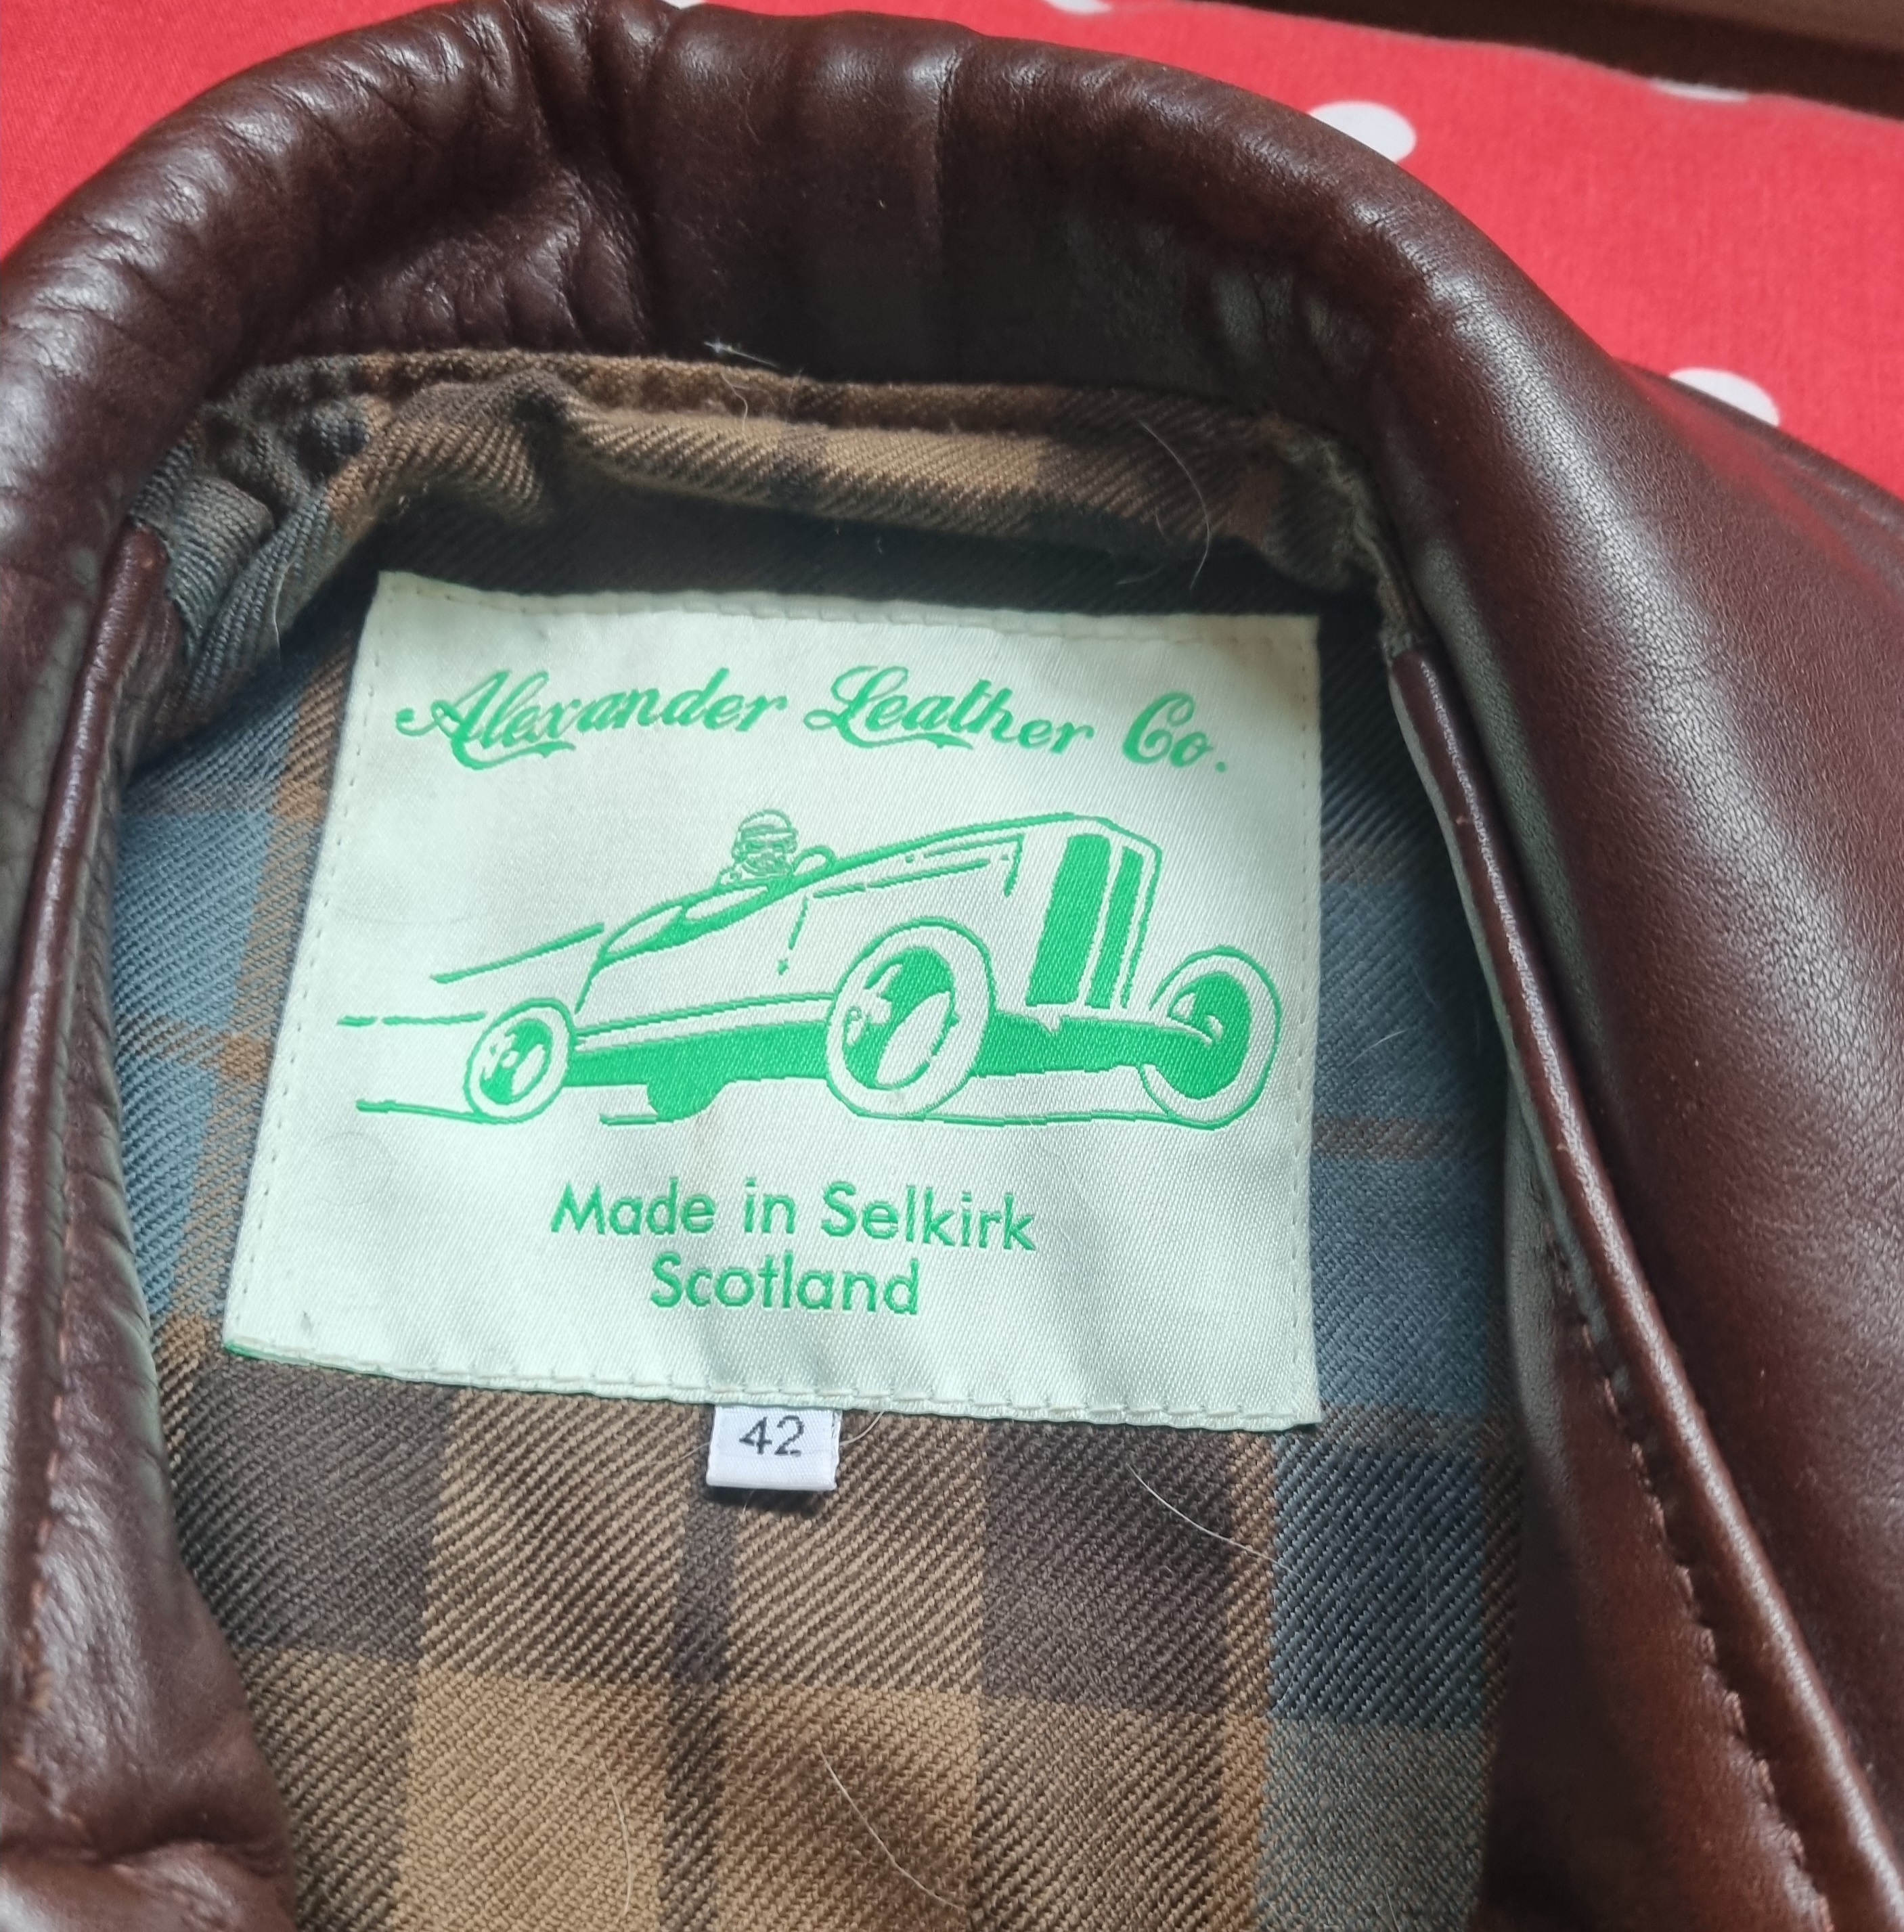 Alexander Leather Co.
Made in Selkirk
Scotland
42